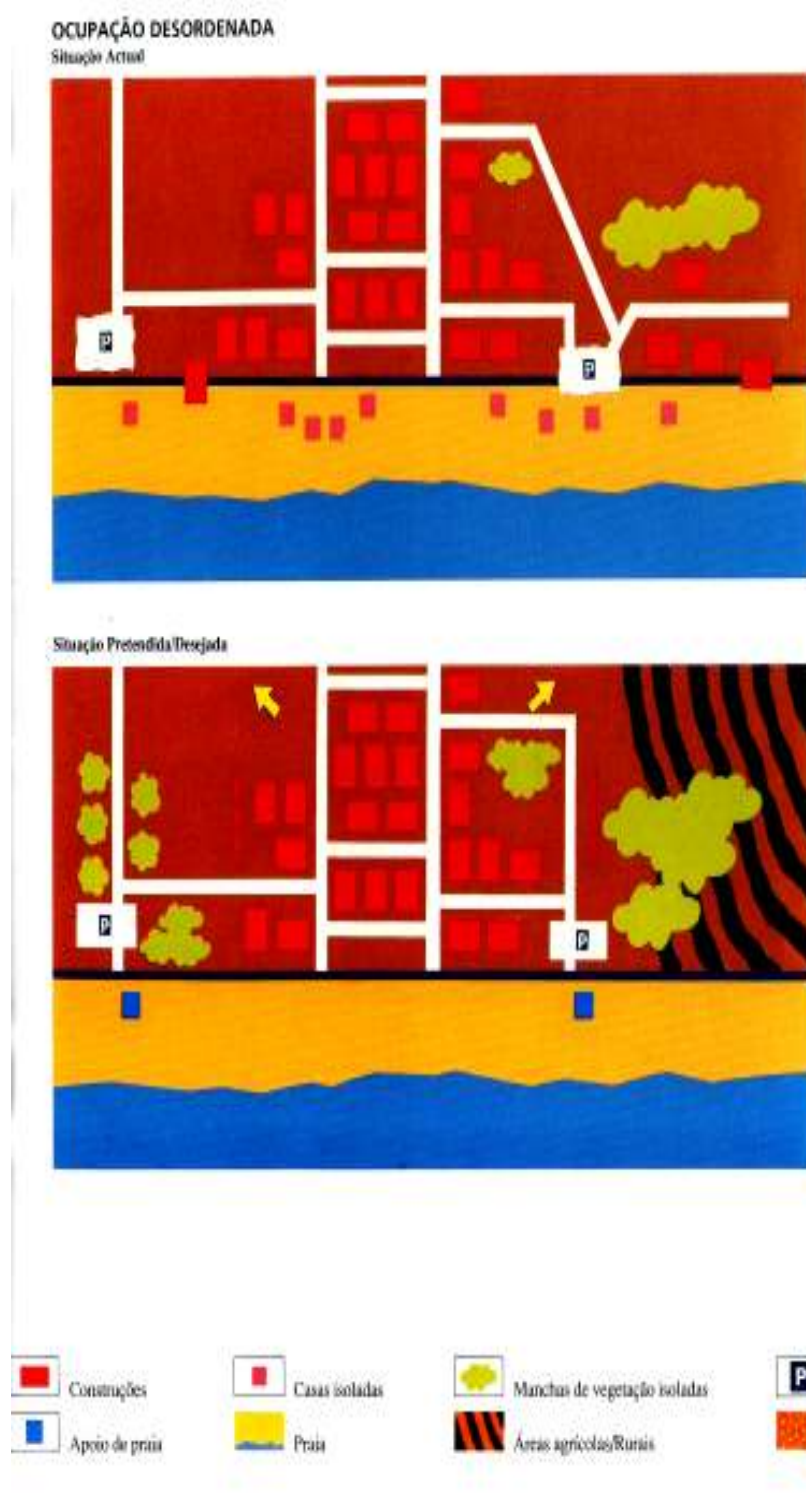 OCUPAÇÃO DESORDENADA
Situação Actual
P
P
Situação Pretendida/Desejada
P
P
Construções
Casas isoladas
Manchas de vegetação isoladas
P
Apoio de praia
Praia
Áreas agrícolas/Rurais